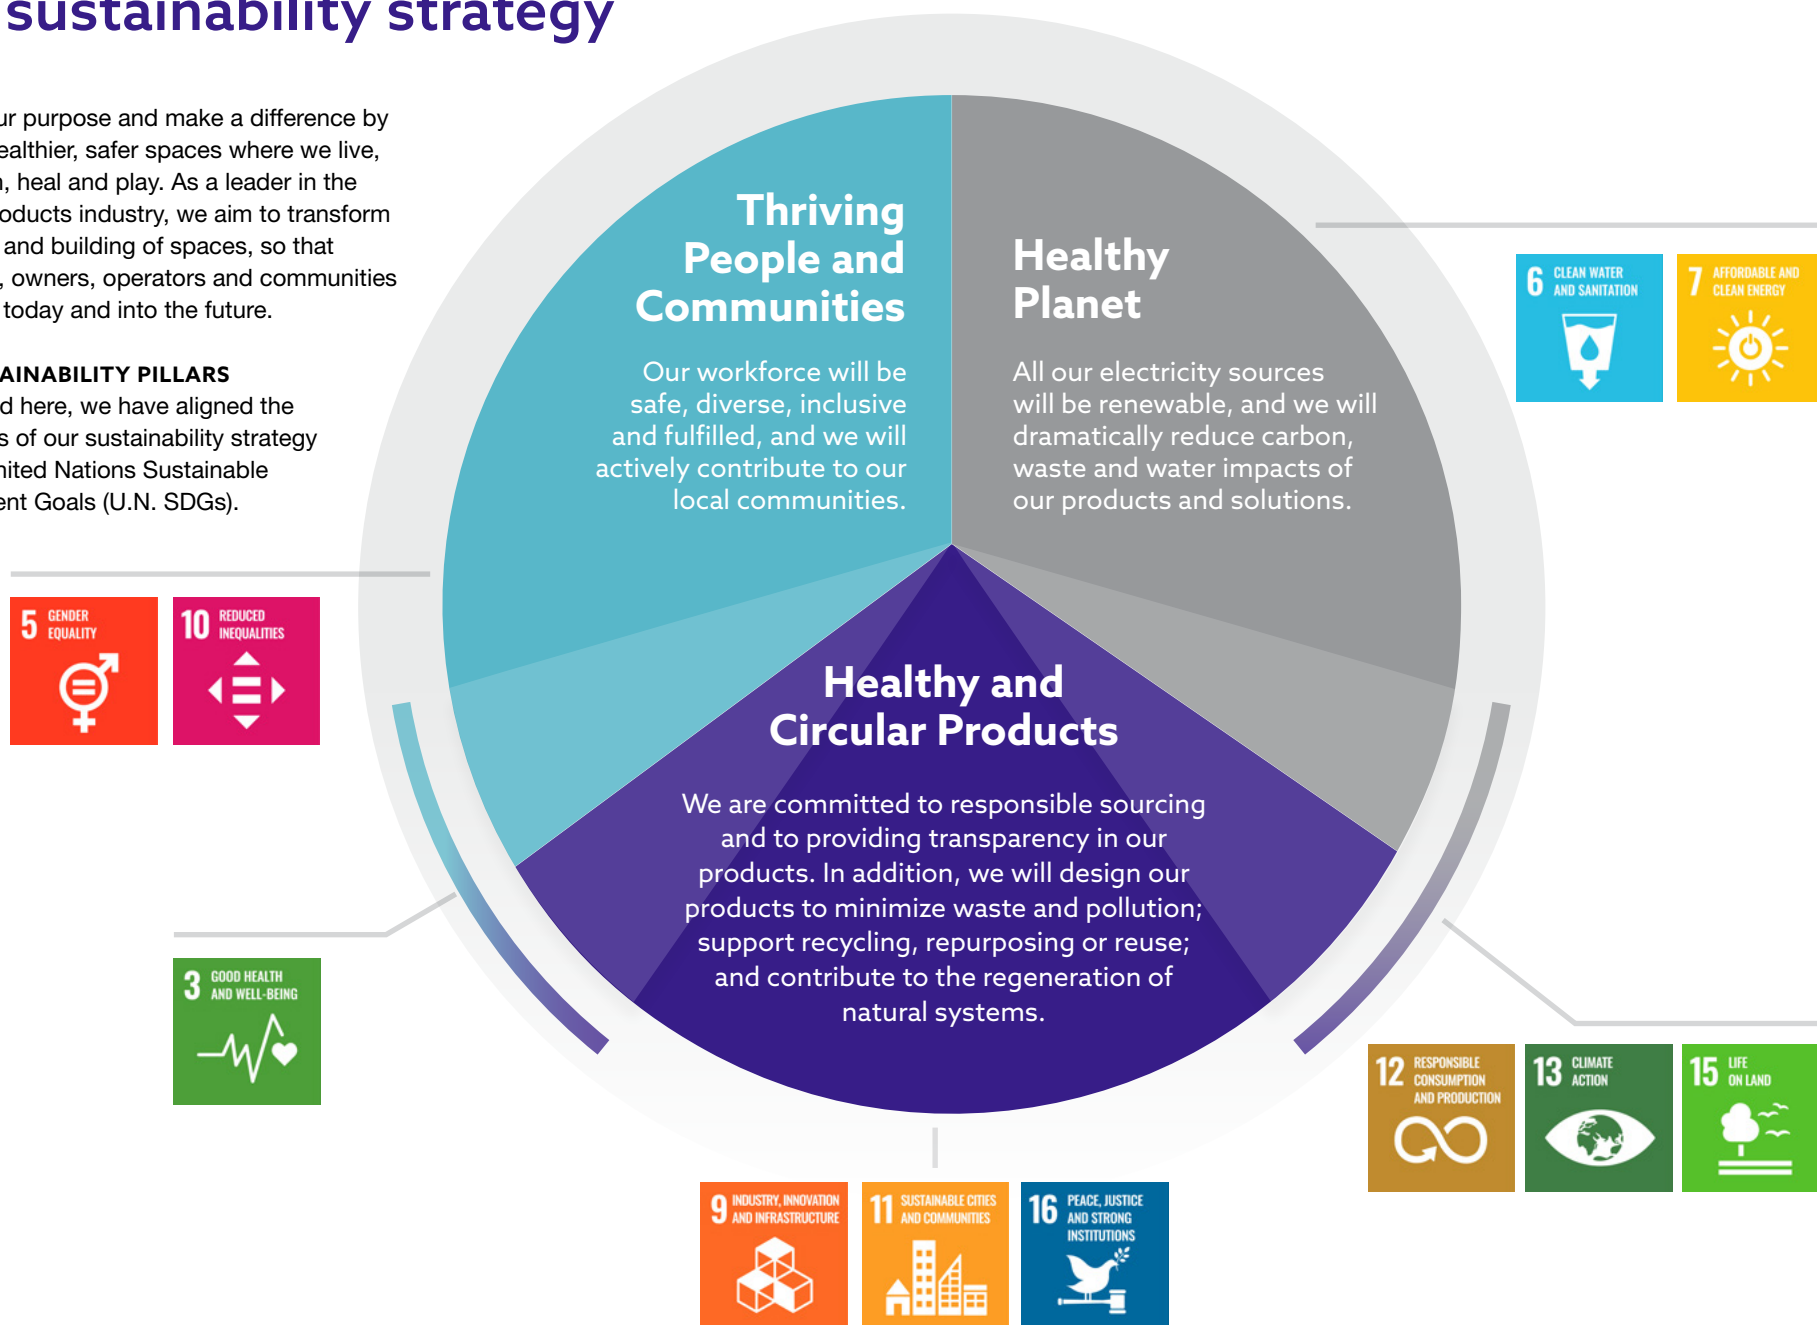 sustainability strategy
ur purpose and make a difference by
ealthier, safer spaces where we live,
n, heal and play. As a leader in the
oducts industry, we aim to transform
and building of spaces, so that
, owners, operators and communities
today and into the future.
AINABILITY PILLARS
d here, we have aligned the
s of our sustainability strategy
nited Nations Sustainable
ent Goals (U.N. SDGs).
Thriving
People and
Communities
Our workforce will be
safe, diverse, inclusive
and fulfilled, and we will
actively contribute to our
local communities.
Healthy
Planet
All our electricity sources
will be renewable, and we will
dramatically reduce carbon,
waste and water impacts of
our products and solutions.
6 CLEAN WATER
AND SANITATION
7 AFFORDABLE AND
CLEAN ENERGY
5 GENDER
EQUALITY
10 REDUCED
INEQUALITIES
Healthy and
Circular Products
We are committed to responsible sourcing
and to providing transparency in our
products. In addition, we will design our
products to minimize waste and pollution;
support recycling, repurposing or reuse;
and contribute to the regeneration of
natural systems.
3 GOOD HEALTH
AND WELL-BEING
12 RESPONSIBLE
CONSUMPTION
AND PRODUCTION
13 CLIMATE
ACTION
15 LIFE
ON LAND
9 INDUSTRY, INNOVATION
AND INFRASTRUCTURE
11 SUSTAINABLE CITIES
AND COMMUNITIES
16 PEACE, JUSTICE
AND STRONG
INSTITUTIONS